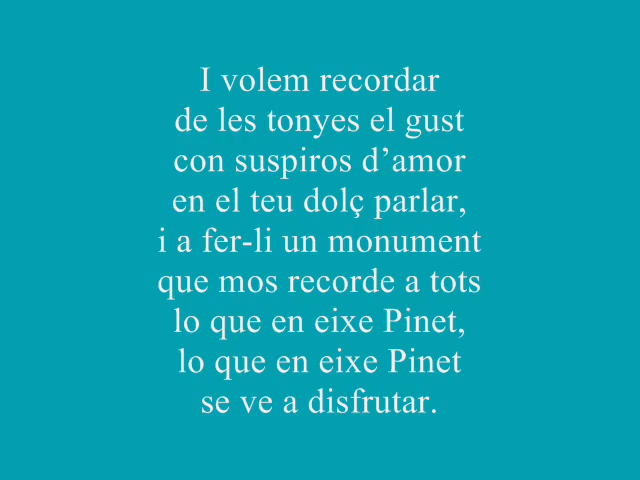 I volem recordar
de les tonyes el gust
con suspiros d’amor
en el teu dolç parlar,
i a fer-li un monument
que mos recorde a tots
lo que en eixe Pinet,
lo que en eixe Pinet
se ve a disfrutar.